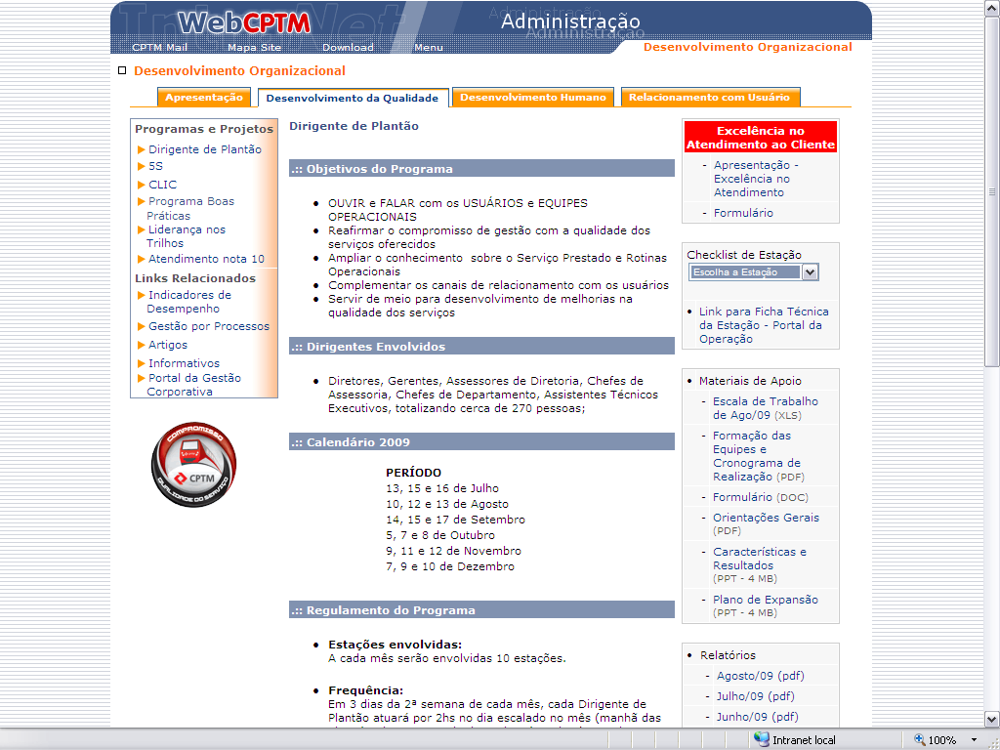 WebCPTM
Administração
Administração
Administração
CPTM Mail
Mapa Site
Download
Menu
Desenvolvimento Organizacional
Desenvolvimento Organizacional
Apresentação
Desenvolvimento da Qualidade
Desenvolvimento Humano
Relacionamento com Usuário
Programas e Projetos
Dirigente de Plantão
5S
CLIC
Programa Boas
Práticas
Liderança nos
Trilhos
Atendimento nota 10
Links Relacionados
Indicadores de
Desempenho
Gestão por Processos
Artigos
Informativos
Portal da Gestão
Corporativa
COMPROMISSO
CPTM
QUALIDADE DO SERVIÇO
Dirigente de Plantão
.:: Objetivos do Programa
• OUVIR e FALAR com os USUÁRIOS e EQUIPES
OPERACIONAIS
• Reafirmar o compromisso de gestão com a qualidade dos
serviços oferecidos
• Ampliar o conhecimento sobre o Serviço Prestado e Rotinas
Operacionais
• Complementar os canais de relacionamento com os usuários
• Servir de meio para desenvolvimento de melhorias na
qualidade dos serviços
.:: Dirigentes Envolvidos
• Diretores, Gerentes, Assessores de Diretoria, Chefes de
Assessoria, Chefes de Departamento, Assistentes Técnicos
Executivos, totalizando cerca de 270 pessoas;
.:: Calendário 2009
PERÍODO
13, 15 e 16 de Julho
10, 12 e 13 de Agosto
14, 15 e 17 de Setembro
5, 7 e 8 de Outubro
9, 11 e 12 de Novembro
7, 9 e 10 de Dezembro
.:: Regulamento do Programa
• Estações envolvidas:
A cada mês serão envolvidas 10 estações.
• Frequência:
Em 3 dias da 2ª semana de cada mês, cada Dirigente de
Plantão atuará por 2hs no dia escalado no mês (manhã das
Excelência no
Atendimento ao Cliente
- Apresentação -
Excelência no
Atendimento
- Formulário
Checklist de Estação
Escolha a Estação
• Link para Ficha Técnica
da Estação - Portal da
Operação
• Materiais de Apoio
- Escala de Trabalho
de Ago/09 (XLS)
- Formação das
Equipes e
Cronograma de
Realização (PDF)
- Formulário (DOC)
- Orientações Gerais
(PDF)
- Características e
Resultados
(PPT - 4 MB)
- Plano de Expansão
(PPT - 4 MB)
• Relatórios
- Agosto/09 (pdf)
- Julho/09 (pdf)
- Junho/09 (pdf)
Intranet local
100%